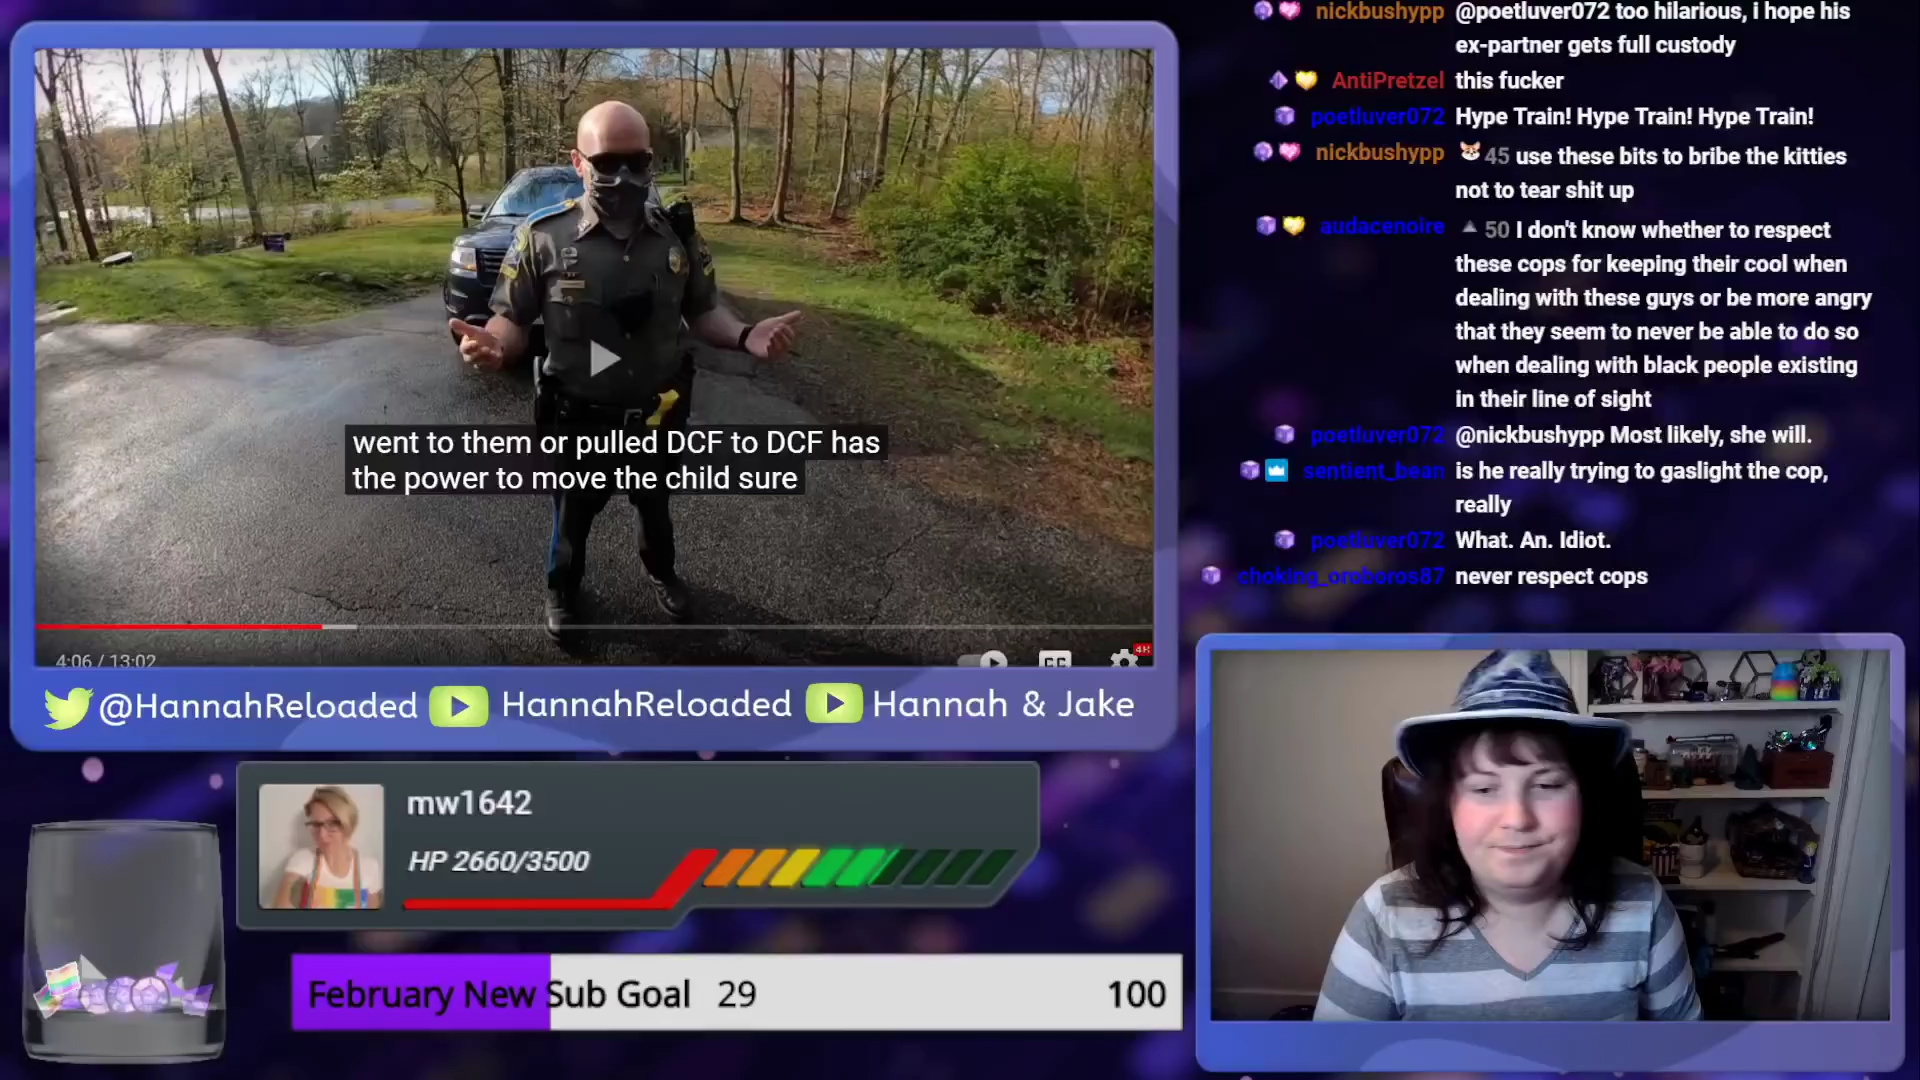 nickbushypp @poetluver072 too hilarious, i hope his
ex-partner gets full custody
AntiPretzel this fucker
poetluver072 Hype Train! Hype Train! Hype Train!
nickbushypp 45 use these bits to bribe the kitties
not to tear shit up
audacenoire 50 I don't know whether to respect
these cops for keeping their cool when
dealing with these guys or be more angry
that they seem to never be able to do so
when dealing with black people existing
in their line of sight
poetluver072 @nickbushypp Most likely, she will.
sentient_bean is he really trying to gaslight the cop,
really
poetluver072 What. An. Idiot.
choking_oroboros87 never respect cops
went to them or pulled DCF to DCF has
the power to move the child sure
4:06 / 13:02
4K
@HannahReloaded HannahReloaded Hannah & Jake
mw1642
HP 2660/3500
February New Sub Goal 29 100